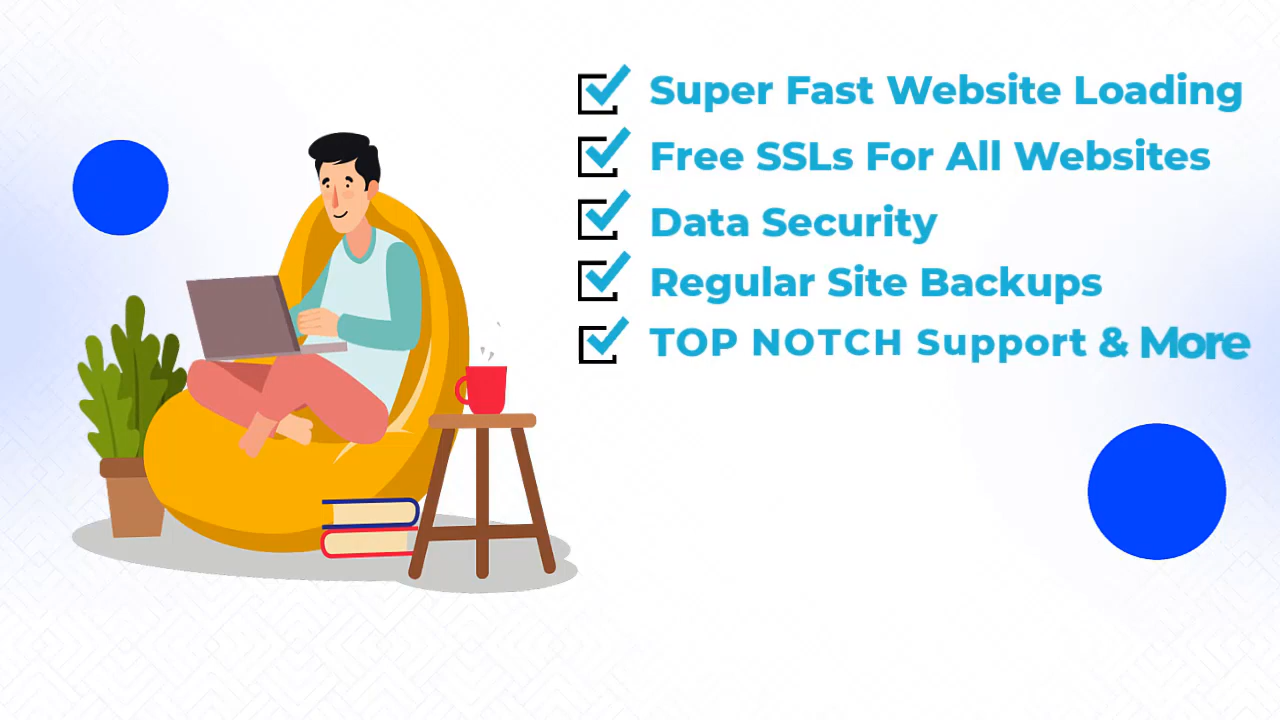 Super Fast Website Loading
Free SSLs For All Websites
Data Security
Regular Site Backups
TOP NOTCH Support & More